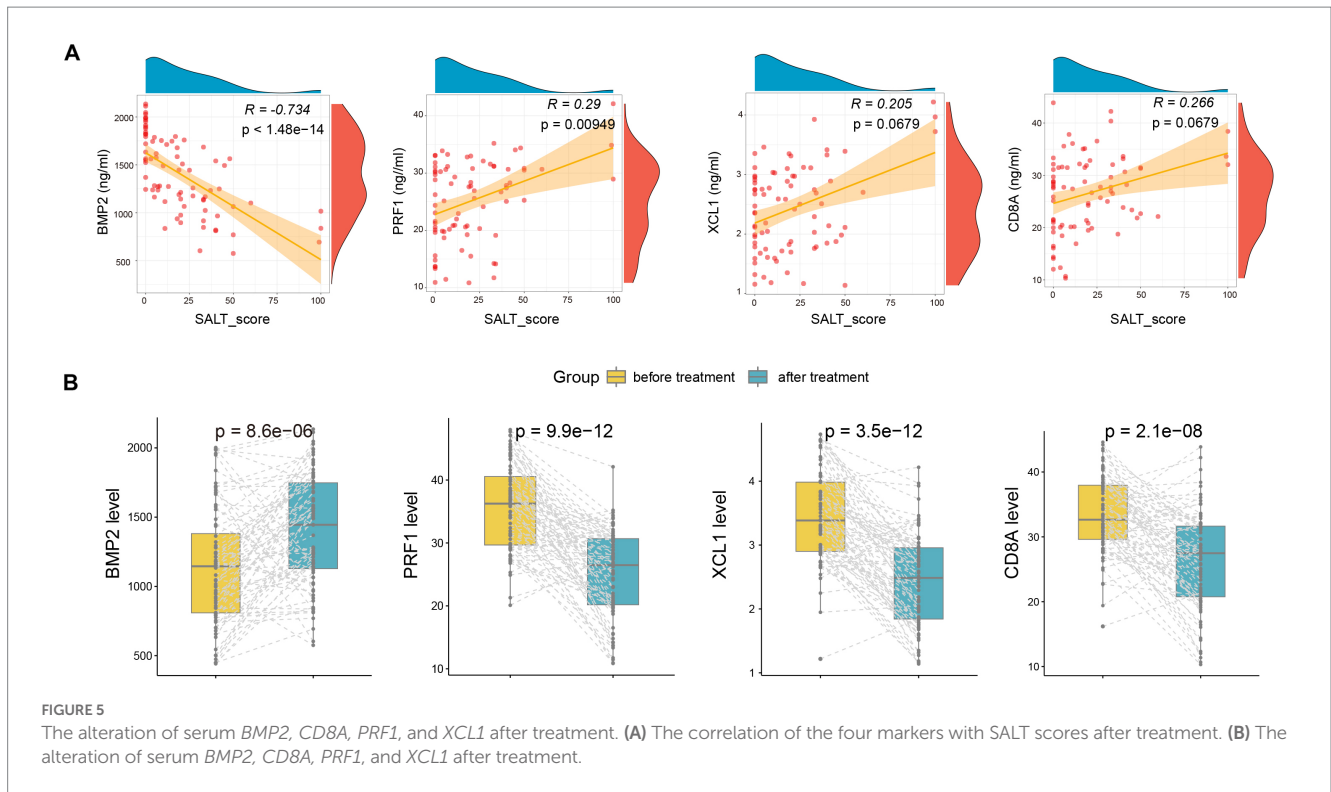 A
R = -0.734
p < 1.48e−14
BMP2 (ng/ml)
2000
1500
1000
500
0
25
50
75
100
SALT_score
R = 0.29
p = 0.00949
PRF1 (ng//ml)
40
30
20
10
0
25
50
75
100
SALT_score
R = 0.205
p = 0.0679
XCL1 (ng/ml)
4
3
2
1
0
25
50
75
100
SALT_score
R = 0.266
p = 0.0679
CD8A (ng/ml)
40
30
20
10
0
25
50
75
100
SALT_score
B
Group before treatment after treatment
p = 8.6e−06
BMP2 level
2000
1500
1000
500
p = 9.9e−12
PRF1 level
40
30
20
10
p = 3.5e−12
XCL1 level
4
3
2
1
p = 2.1e−08
CD8A level
40
30
20
10
FIGURE 5
The alteration of serum BMP2, CD8A, PRF1, and XCL1 after treatment. (A) The correlation of the four markers with SALT scores after treatment. (B) The
alteration of serum BMP2, CD8A, PRF1, and XCL1 after treatment.